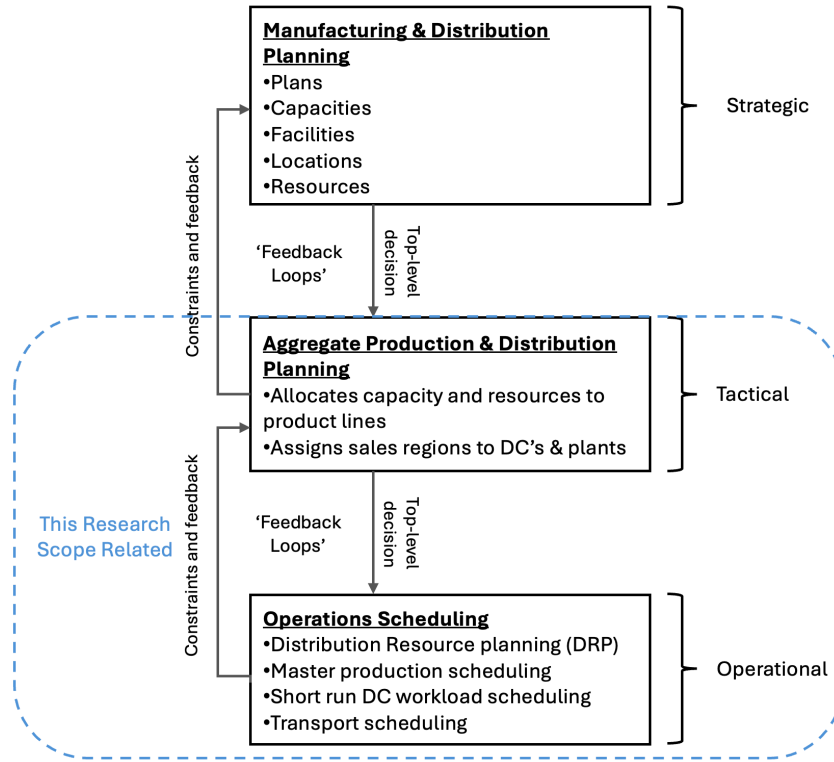 Manufacturing & Distribution
Planning
•Plans
•Capacities
•Facilities
•Locations
•Resources
Strategic
Constraints and feedback
‘Feedback
Loops’
Top-level
decision
Aggregate Production & Distribution
Planning
•Allocates capacity and resources to
product lines
•Assigns sales regions to DC’s & plants
Tactical
This Research
Scope Related
Constraints and feedback
‘Feedback
Loops’
Top-level
decision
Operations Scheduling
•Distribution Resource planning (DRP)
•Master production scheduling
•Short run DC workload scheduling
•Transport scheduling
Operational